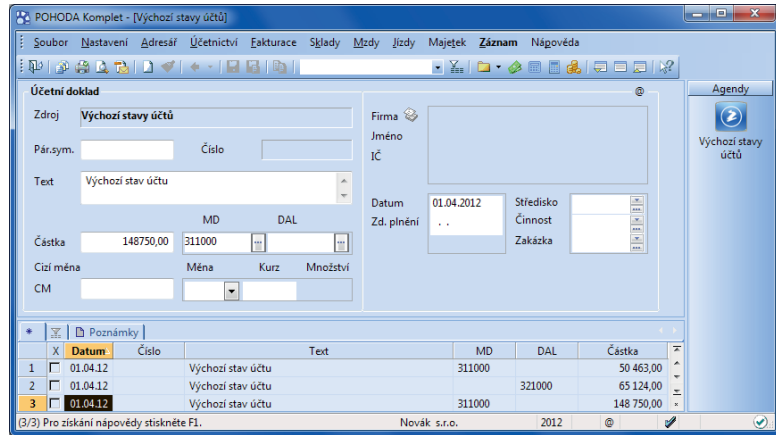 POHODA Komplet - [Výchozí stavy účtů]
Soubor Nastavení Adresář Účetnictví Fakturace Sklady Mzdy Jízdy Majetek Záznam Nápověda
Účetní doklad @ Agendy
Zdroj Výchozí stavy účtů Firma
Jméno
Výchozí stavy účtů
Pár.sym. Číslo IČ
Text Výchozí stav účtu
Datum 01.04.2012 Středisko
Zd. plnění . . Činnost
MD DAL
Částka 148750,00 311000 Zakázka
Cizí měna Měna Kurz Množství
CM
* Poznámky
X Datum Číslo Text MD DAL Částka
1 01.04.12 Výchozí stav účtu 311000 50 463,00
2 01.04.12 Výchozí stav účtu 321000 65 124,00
3 01.04.12 Výchozí stav účtu 311000 148 750,00
(3/3) Pro získání nápovědy stiskněte F1. Novák s.r.o. 2012 @